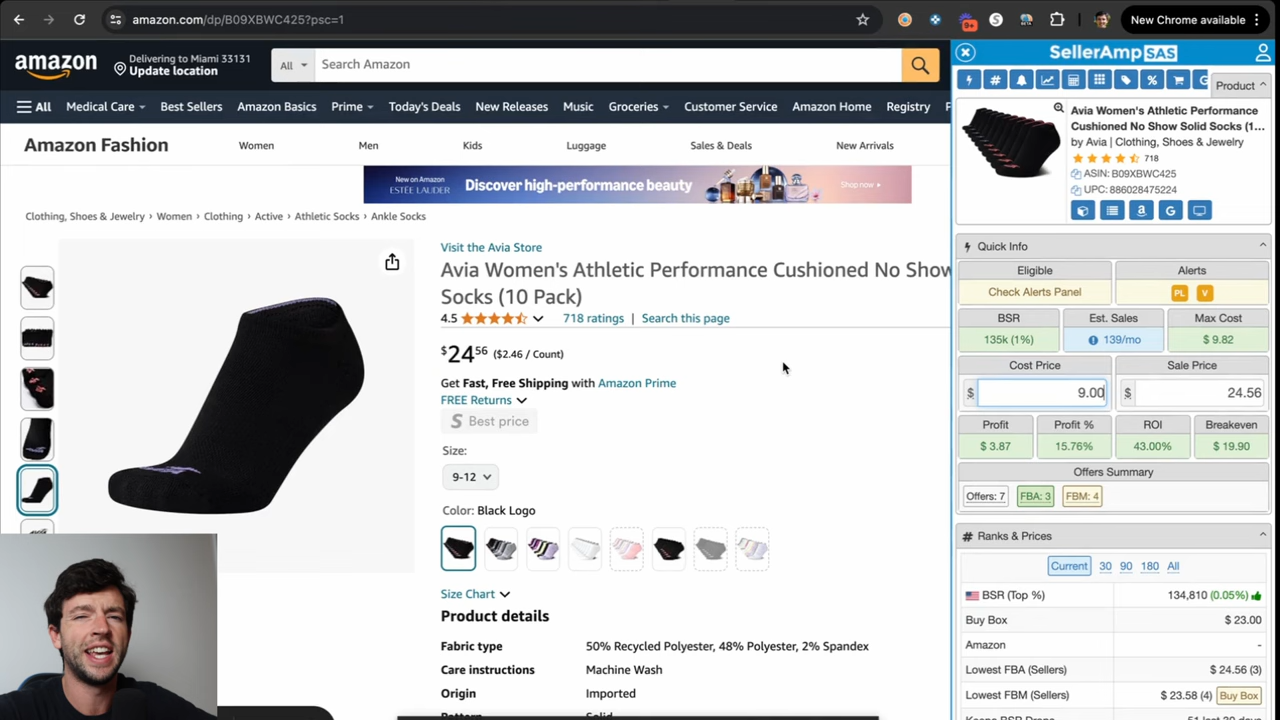 amazon.com/dp/B09XBWC425?psc=1
9+
S
BETA
New Chrome available
amazon
Delivering to Miami 33131
Update location
All
Search Amazon
All
Medical Care
Best Sellers
Amazon Basics
Prime
Today's Deals
New Releases
Music
Groceries
Customer Service
Amazon Home
Registry
Amazon Fashion
Women
Men
Kids
Luggage
Sales & Deals
New Arrivals
New on Amazon
ESTÉE LAUDER
Discover high-performance beauty
Shop now
Clothing, Shoes & Jewelry › Women › Clothing › Active › Athletic Socks › Ankle Socks
Visit the Avia Store
Avia Women's Athletic Performance Cushioned No Show
Socks (10 Pack)
4.5
718 ratings | Search this page
$24 56 ($2.46 / Count)
Get Fast, Free Shipping with Amazon Prime
FREE Returns
S Best price
Size:
9-12
Color: Black Logo
Size Chart
Product details
Fabric type 50% Recycled Polyester, 48% Polyester, 2% Spandex
Care instructions Machine Wash
Origin Imported
SellerAmp SAS
Product
Avia Women's Athletic Performance
Cushioned No Show Solid Socks (1...
by Avia | Clothing, Shoes & Jewelry
718
ASIN: B09XBWC425
UPC: 886028475224
Quick Info
Eligible
Alerts
Check Alerts Panel
PL V
BSR
Est. Sales
Max Cost
135k (1%)
139/mo
$ 9.82
Cost Price
Sale Price
$ 9.00
$ 24.56
Profit
Profit %
ROI
Breakeven
$ 3.87
15.76%
43.00%
$ 19.90
Offers Summary
Offers: 7
FBA: 3
FBM: 4
# Ranks & Prices
Current 30 90 180 All
BSR (Top %) 134,810 (0.05%)
Buy Box $ 23.00
Amazon -
Lowest FBA (Sellers) $ 24.56 (3)
Lowest FBM (Sellers) $ 23.58 (4) Buy Box